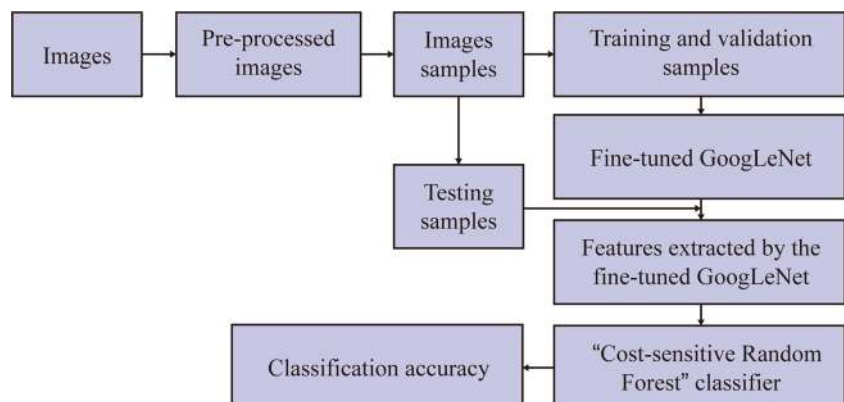 Images
Pre-processed
images
Images
samples
Training and validation
samples
Fine-tuned GoogLeNet
Testing
samples
Features extracted by the
fine-tuned GoogLeNet
“Cost-sensitive Random
Forest” classifier
Classification accuracy